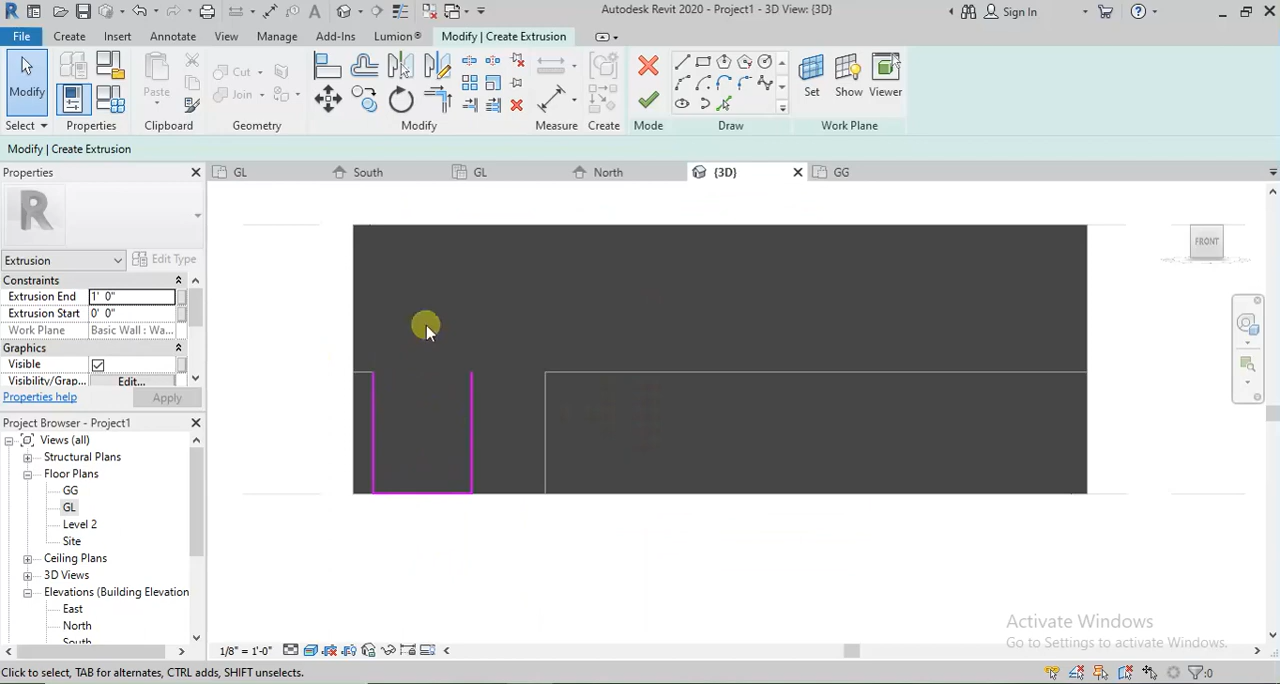 Autodesk Revit 2020 - Project1 - 3D View: {3D}
Sign In
File Create Insert Annotate View Manage Add-Ins Lumion® Modify | Create Extrusion
Modify
Paste
Cut
Join
Set Show Viewer
Select Properties Clipboard Geometry Modify Measure Create Mode Draw Work Plane
Modify | Create Extrusion
Properties
GL South GL North {3D} GG
R
Extrusion Edit Type
Constraints
Extrusion End 1' 0"
Extrusion Start 0' 0"
Work Plane Basic Wall : Wa...
Graphics
Visible
Visibility/Grap... Edit...
Properties help Apply
Project Browser - Project1
Views (all)
Structural Plans
Floor Plans
GG
GL
Level 2
Site
Ceiling Plans
3D Views
Elevations (Building Elevation
East
North
South
FRONT
Activate Windows
Go to Settings to activate Windows.
1/8" = 1'-0"
Click to select, TAB for alternates, CTRL adds, SHIFT unselects.
:0